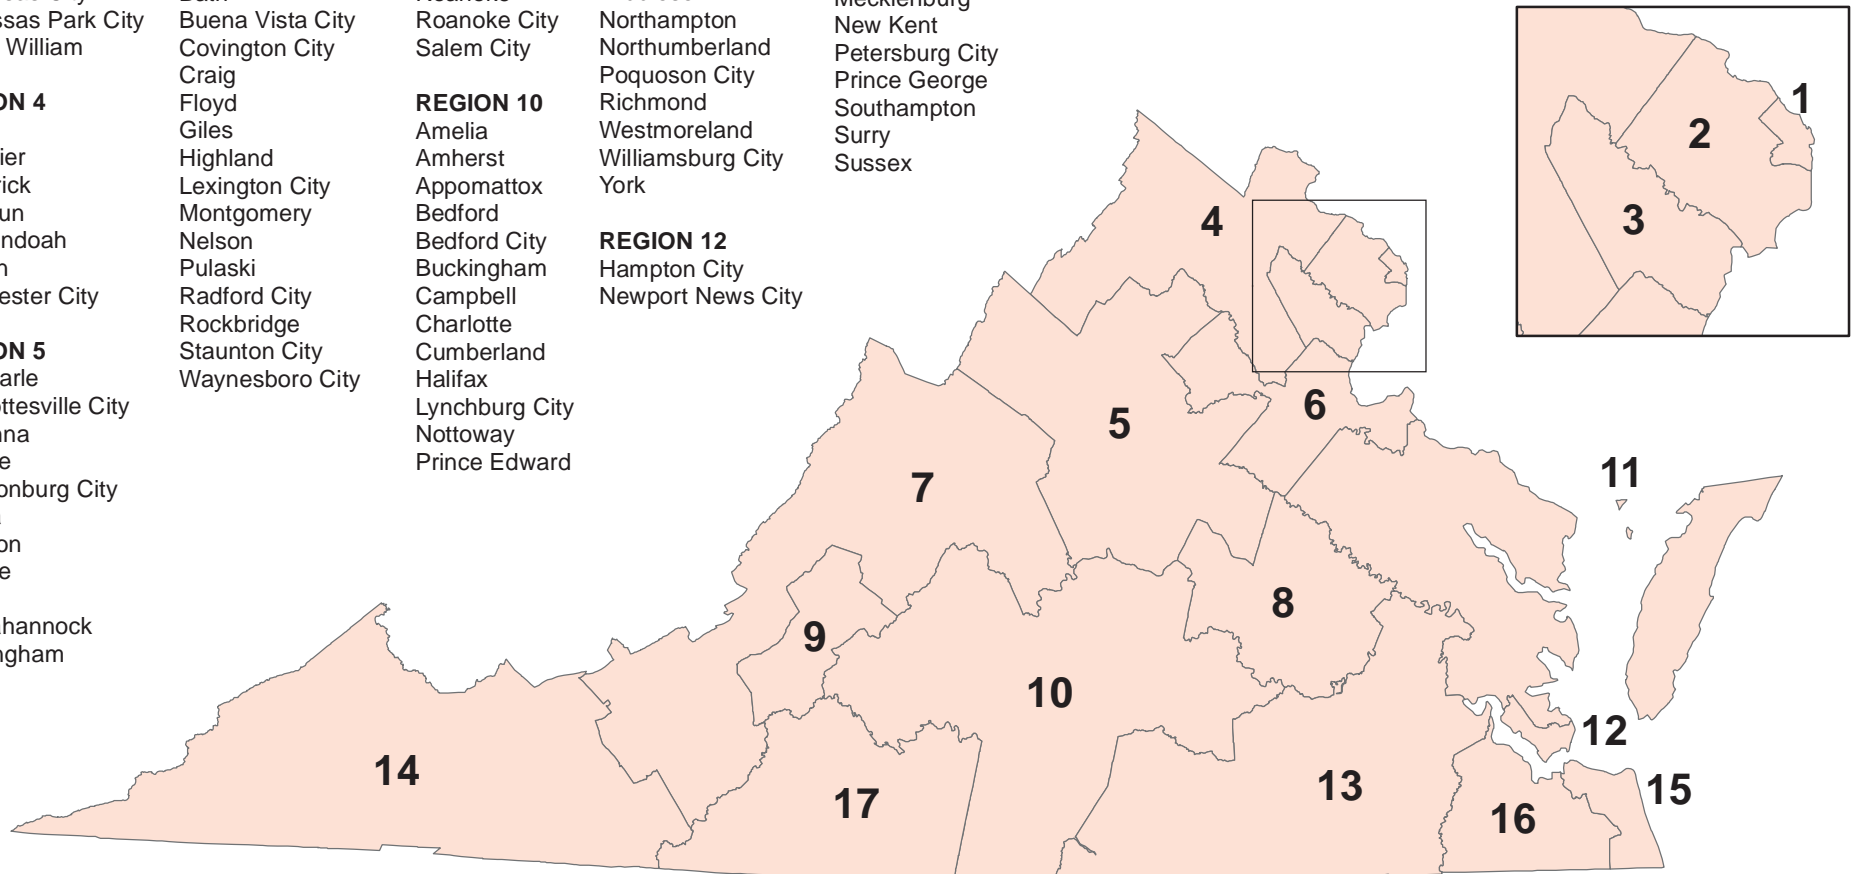 ssas Park City
William
ON 4
ier
rick
un
ndoah
n
ester City
ON 5
arle
ottesville City
nna
e
onburg City
on
e
hannock
ngham
Buena Vista City
Covington City
Craig
Floyd
Giles
Highland
Lexington City
Montgomery
Nelson
Pulaski
Radford City
Rockbridge
Staunton City
Waynesboro City
Roanoke City
Salem City
REGION 10
Amelia
Amherst
Appomattox
Bedford
Bedford City
Buckingham
Campbell
Charlotte
Cumberland
Halifax
Lynchburg City
Nottoway
Prince Edward
Northampton
Northumberland
Poquoson City
Richmond
Westmoreland
Williamsburg City
York
REGION 12
Hampton City
Newport News City
Mecklenburg
New Kent
Petersburg City
Prince George
Southampton
Surry
Sussex
1
2
3
4
5
6
7
8
9
10
11
12
13
14
15
16
17